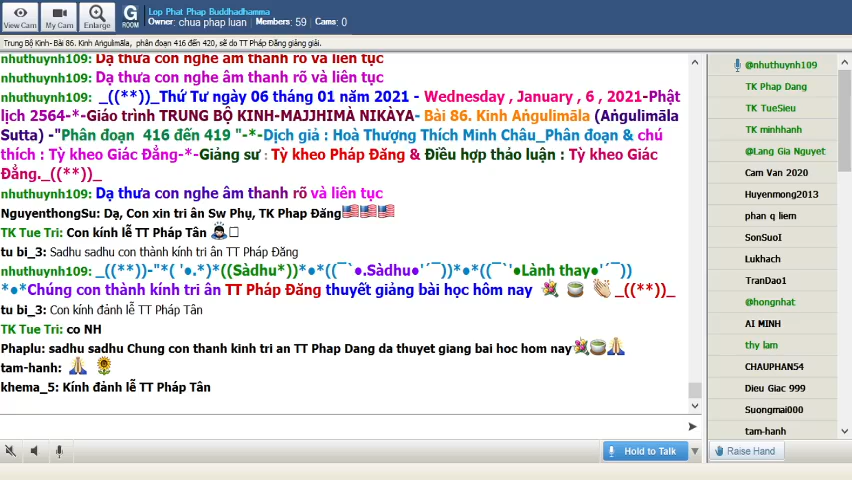 View Cam
My Cam
Enlarge
G
ROOM
Lop Phat Phap Buddhadhamma
Owner: chua phap luan / Members: 59 / Cams: 0
Trung Bộ Kinh- Bài 86. Kinh Aṅgulimāla, phân đoạn 416 đến 420, sẽ do TT Pháp Đăng giảng giải.
nhuthuynh109: Dạ thưa con nghe âm thanh rõ và liên tục
nhuthuynh109: Dạ thưa con nghe âm thanh rõ và liên tục
nhuthuynh109: _((**))_Thứ Tư ngày 06 tháng 01 năm 2021 - Wednesday , January , 6 , 2021-Phật
lịch 2564-*-Giáo trình TRUNG BỘ KINH-MAJJHIMÀ NIKÀYA- Bài 86. Kinh Aṅgulimāla (Aṅgulimāla
Sutta) -"Phân đoạn 416 đến 419 "-*-Dịch giả : Hoà Thượng Thích Minh Châu_Phân đoạn & chú
thích : Tỳ kheo Giác Đẳng-*-Giảng sư : Tỳ kheo Pháp Đăng & Điều hợp thảo luận : Tỳ kheo Giác
Đẳng._((**))_
nhuthuynh109: Dạ thưa con nghe âm thanh rõ và liên tục
NguyenthongSu: Dạ, Con xin tri ân Sw Phụ, TK Phap Đăng
TK Tue Tri: Con kính lễ TT Pháp Tân
tu bi_3: Sadhu sadhu con thành kính tri ân TT Pháp Đăng
nhuthuynh109: _((**))-"*( '●.*)*((Sàdhu*))*●*((¯`●.Sàdhu●'´¯))*●*((¯`'●Lành thay●'´¯))
*●*Chúng con thành kính tri ân TT Pháp Đăng thuyết giảng bài học hôm nay 💐 🍵 👏 _((**))_
tu bi_3: Con kính đảnh lễ TT Pháp Tân
TK Tue Tri: co NH
Phaplu: sadhu sadhu Chung con thanh kinh tri an TT Phap Dang da thuyet giang bai hoc hom nay💐🍵🙏
tam-hanh: 🙏 🌻
khema_5: Kính đảnh lễ TT Pháp Tân
Hold to Talk
@nhuthuynh109
TK Phap Dang
TK TueSieu
TK minhhanh
@Lang Gia Nguyet
Cam Van 2020
Huyenmong2013
phan q liem
SonSuoI
Lukhach
TranDao1
@hongnhat
AI MINH
thy lam
CHAUPHAN54
Dieu Giac 999
Suongmai000
tam-hanh
Raise Hand